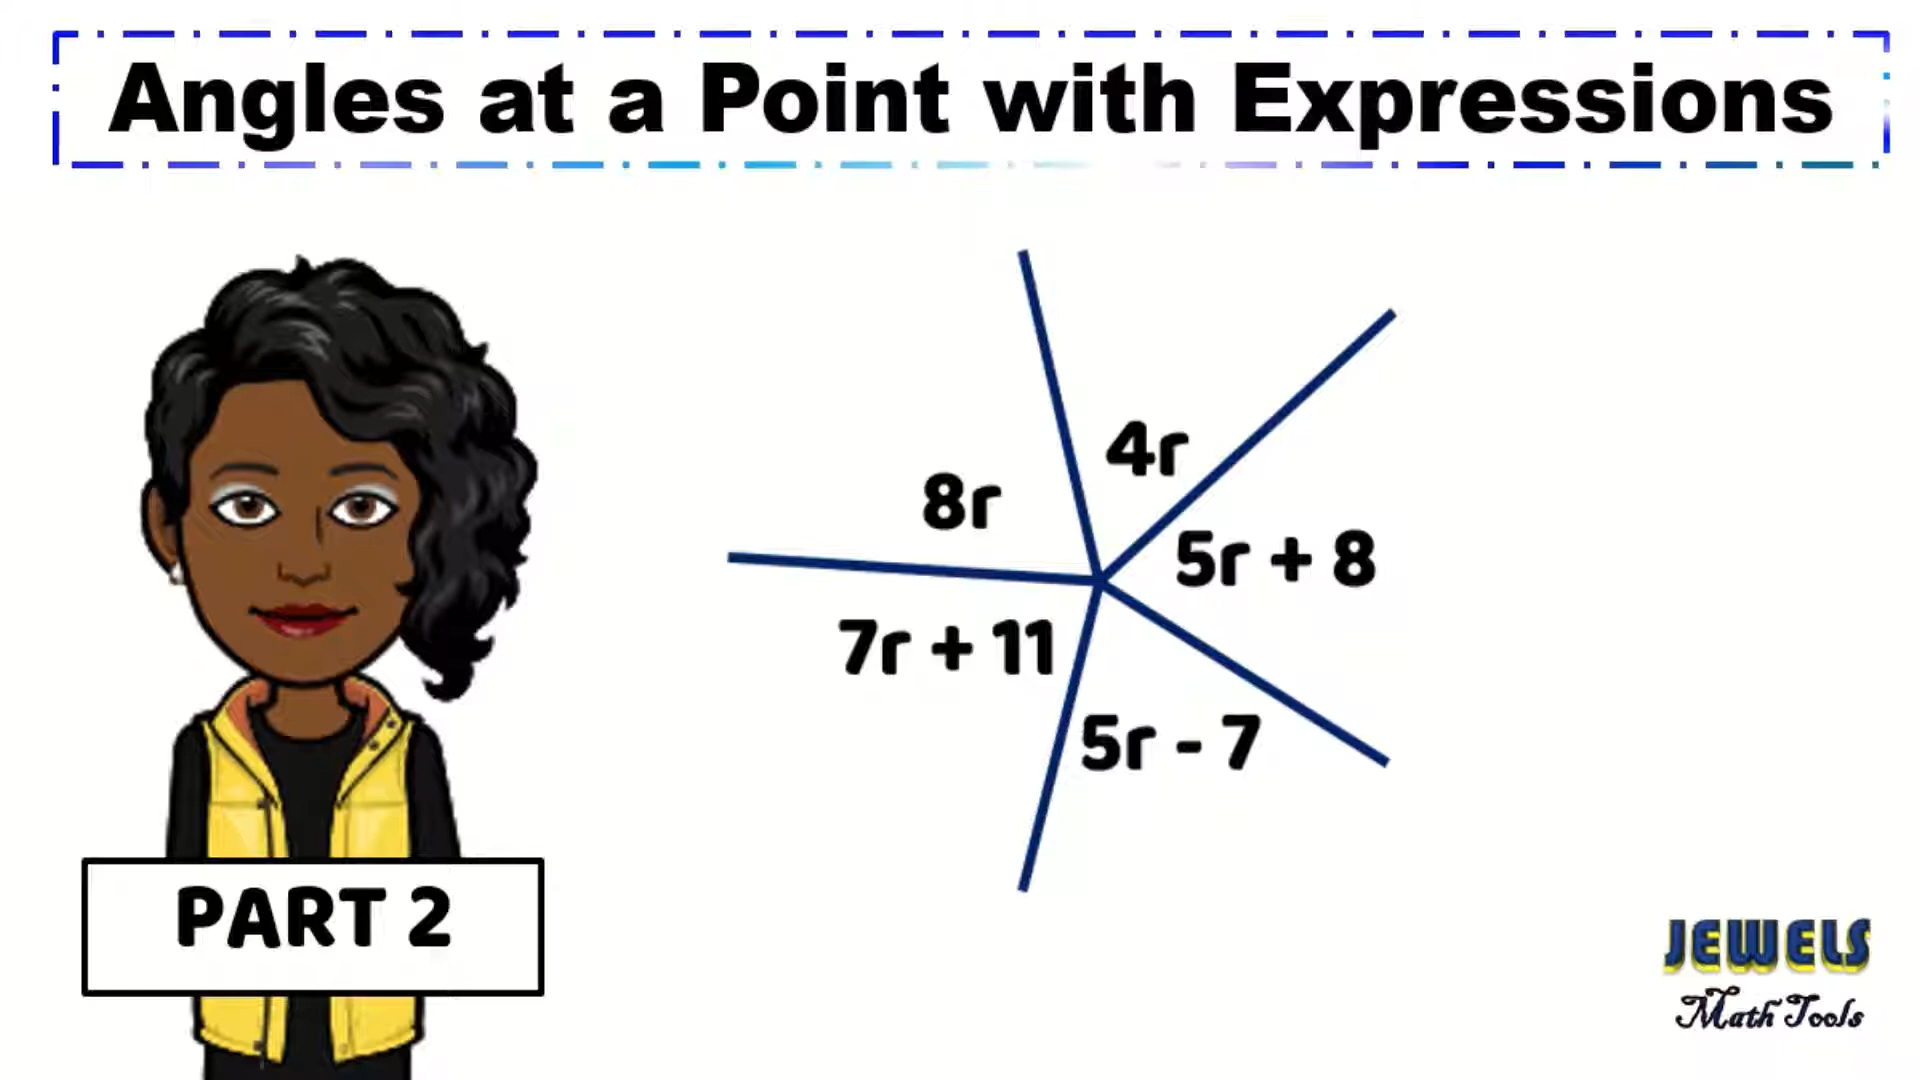 Angles at a Point with Expressions
4r
8r
5r + 8
7r + 11
5r - 7
PART 2
JEWELS
Math Tools